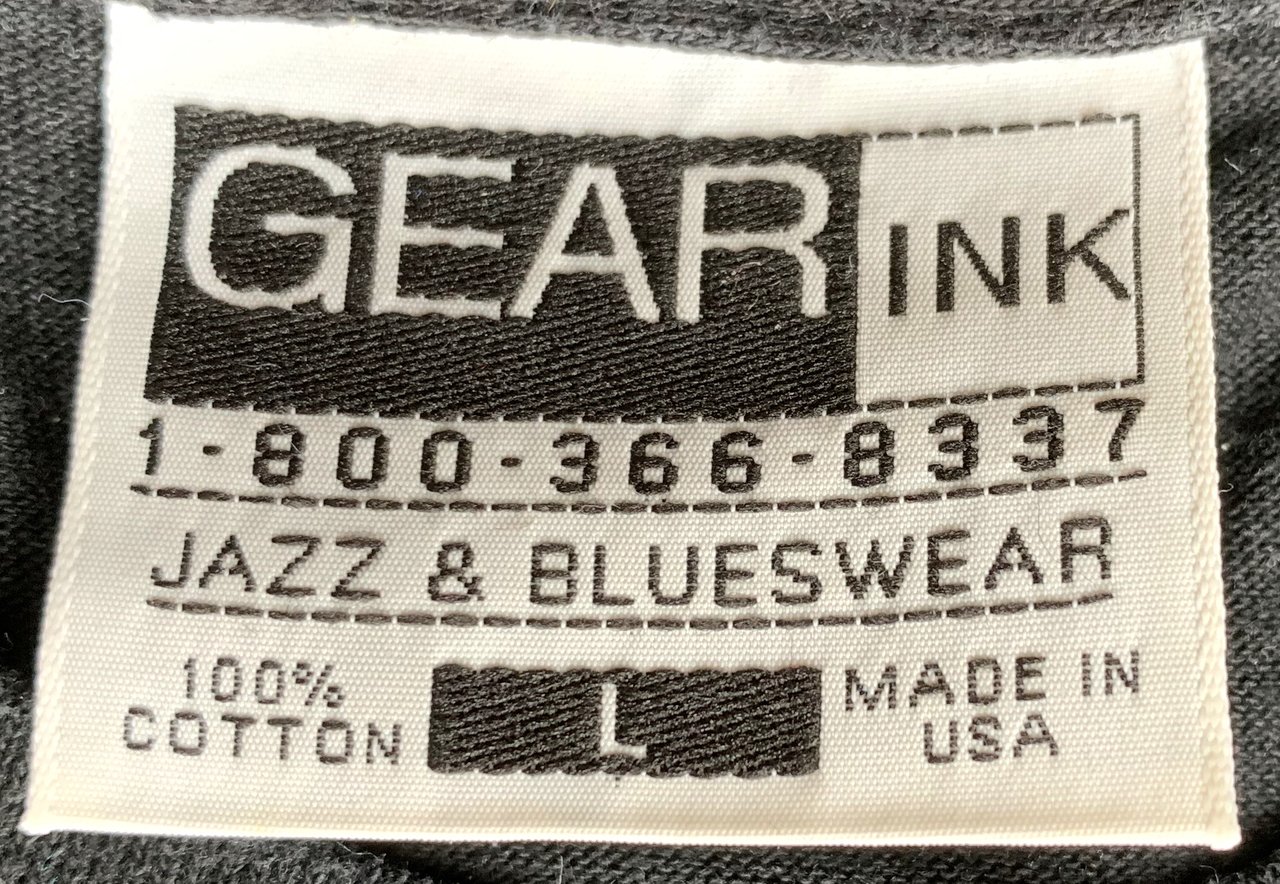 GEAR INK
1-800-366-8337
JAZZ & BLUESWEAR
100%
COTTON
L
MADE IN
USA